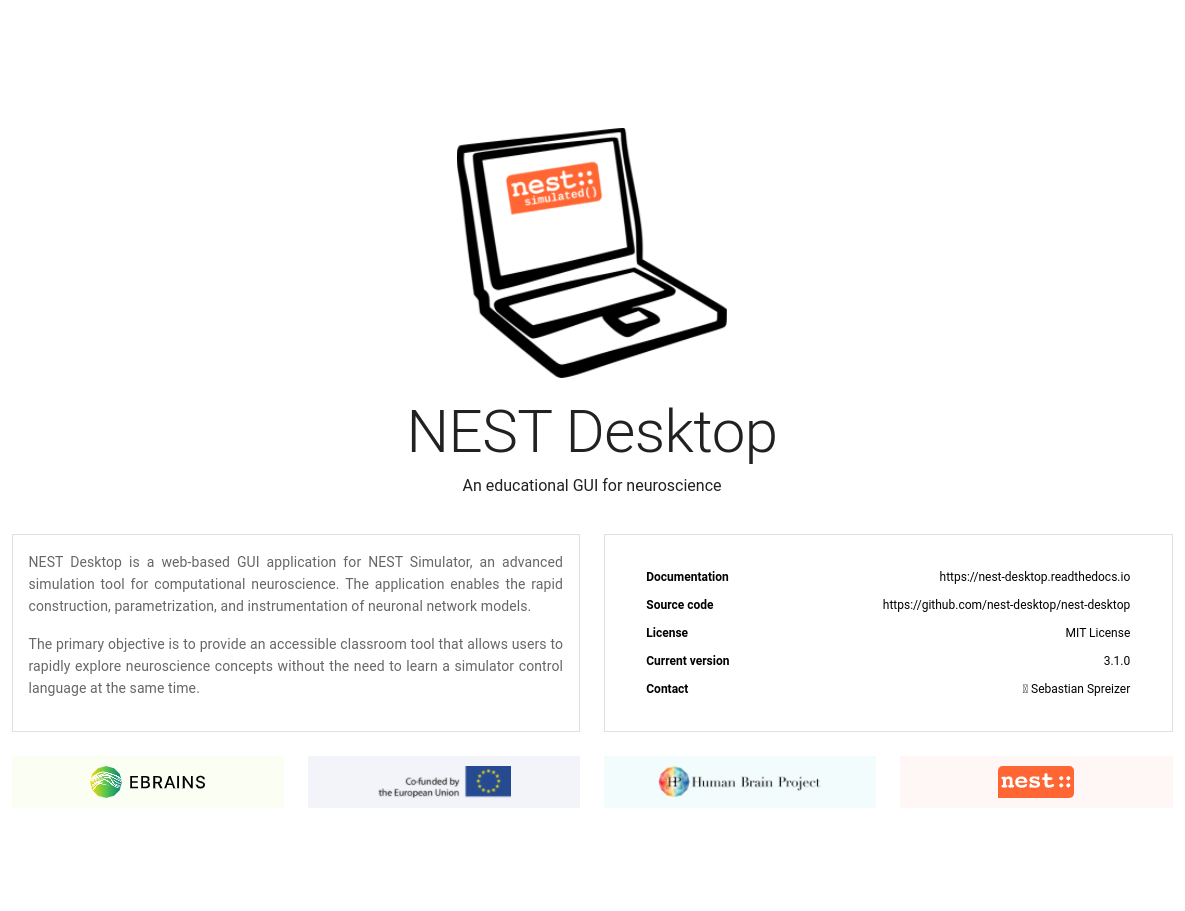 nest::
simulated()
NEST Desktop
An educational GUI for neuroscience
NEST Desktop is a web-based GUI application for NEST Simulator, an advanced
simulation tool for computational neuroscience. The application enables the rapid
construction, parametrization, and instrumentation of neuronal network models.
The primary objective is to provide an accessible classroom tool that allows users to
rapidly explore neuroscience concepts without the need to learn a simulator control
language at the same time.
Documentation https://nest-desktop.readthedocs.io
Source code https://github.com/nest-desktop/nest-desktop
License MIT License
Current version 3.1.0
Contact Sebastian Spreizer
EBRAINS
Co-funded by
the European Union
HP Human Brain Project
nest::